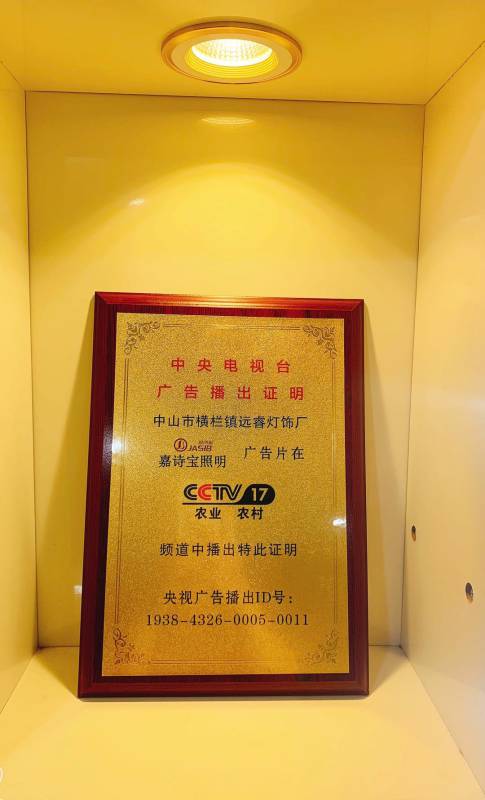 中央电视台
广告播出证明
中山市横栏镇远睿灯饰厂
JASIB
嘉诗宝照明 广告片在
CCTV 17
农业 农村
频道中播出特此证明
央视广告播出ID号:
1938-4326-0005-0011